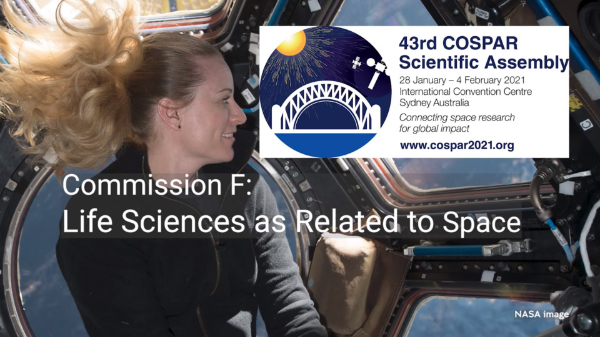 43rd COSPAR
Scientific Assembly
28 January – 4 February 2021
International Convention Centre
Sydney Australia
Connecting space research
for global impact
www.cospar2021.org
Commission F:
Life Sciences as Related to Space
NASA image